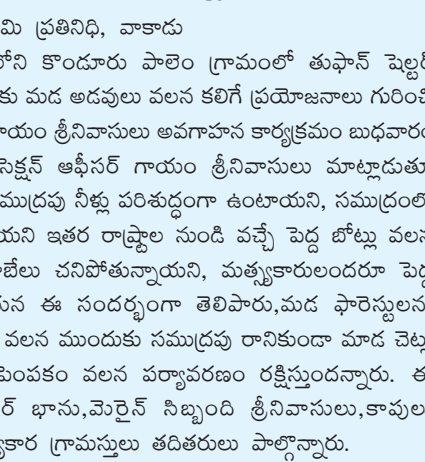 మి ప్రతినిధి, వాకాడు
లోని కొండూరు పాలెం గ్రామంలో తుఫాన్ షెల్టర్
కు మడ అడవులు వలన కలిగే ప్రయోజనాలు గురించి
గాయం శ్రీనివాసులు అవగాహన కార్యక్రమం బుధవారం
సెక్షన్ ఆఫీసర్ గాయం శ్రీనివాసులు మాట్లాడుతూ
ముద్రపు నీళ్లు పరిశుద్ధంగా ఉంటాయని, సముద్రంలో
యని ఇతర రాష్ట్రాల నుండి వచ్చే పెద్ద బోట్లు వలన
ాబేలు చనిపోతున్నాయని, మత్స్యకారులందరూ పెద్ద
యన ఈ సందర్భంగా తెలిపారు,మడ ఫారెస్టులన
వలన ముందుకు సముద్రపు రానికుండా మాడ చెట్లు
పెంపకం వలన పర్యావరణం రక్షిస్తుందన్నారు. ఈ
ర్ భాను,మెరైన్ సిబ్బంది శ్రీనివాసులు,కావుల
్యకార గ్రామస్తులు తదితరులు పాల్గొన్నారు.